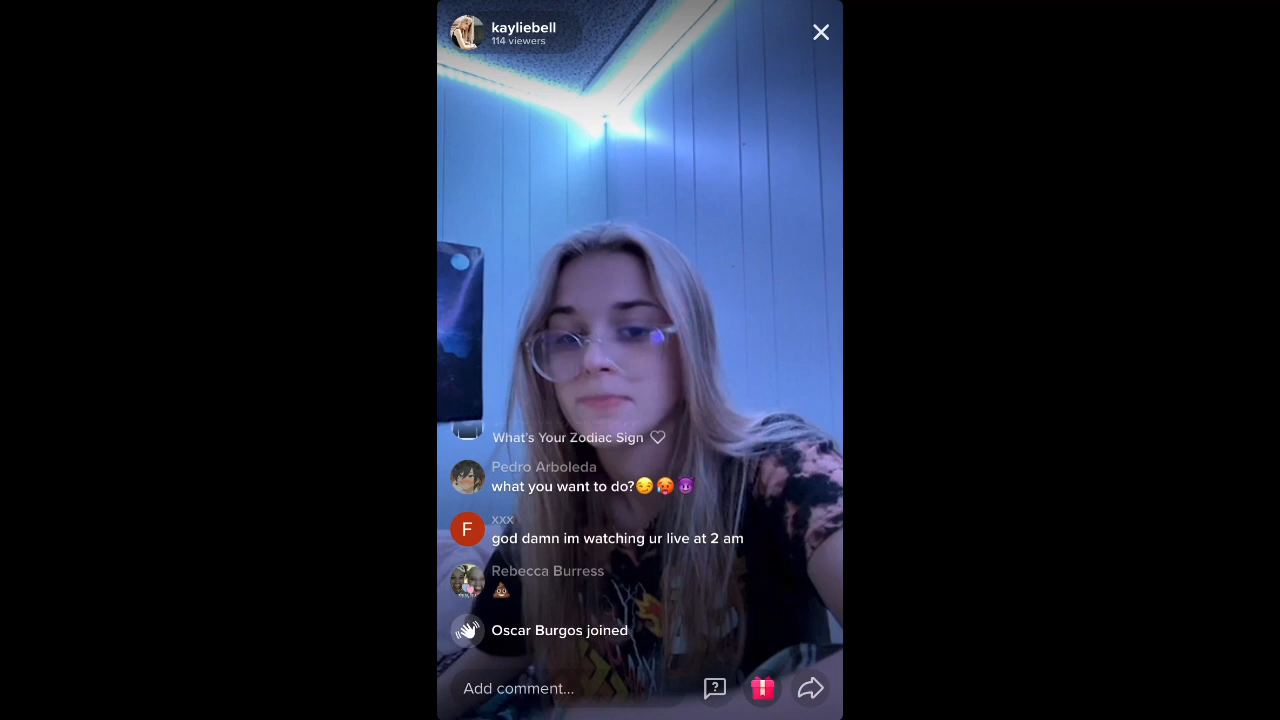 kayliebell
114 viewers
What's Your Zodiac Sign
Pedro Arboleda
what you want to do?😏🥵😈
xxx
F
god damn im watching ur live at 2 am
Rebecca Burress
💩
Oscar Burgos joined
Add comment...
?